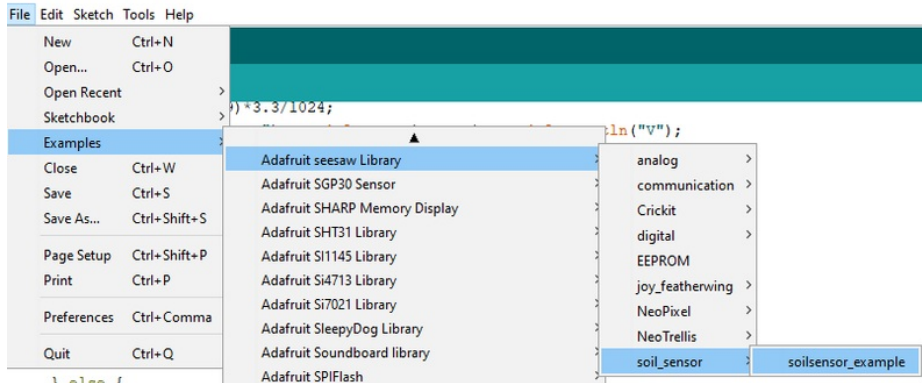 File Edit Sketch Tools Help
New Ctrl+N
Open... Ctrl+O
Open Recent
Sketchbook
Examples
Close Ctrl+W
Save Ctrl+S
Save As... Ctrl+Shift+S
Page Setup Ctrl+Shift+P
Print Ctrl+P
Preferences Ctrl+Comma
Quit Ctrl+Q
)*3.3/1024;
ln("V");
Adafruit seesaw Library
Adafruit SGP30 Sensor
Adafruit SHARP Memory Display
Adafruit SHT31 Library
Adafruit SI1145 Library
Adafruit Si4713 Library
Adafruit Si7021 Library
Adafruit SleepyDog Library
Adafruit Soundboard library
Adafruit SPIFlash
analog
communication
Crickit
digital
EEPROM
joy_featherwing
NeoPixel
NeoTrellis
soil_sensor
soilsensor_example
} else {